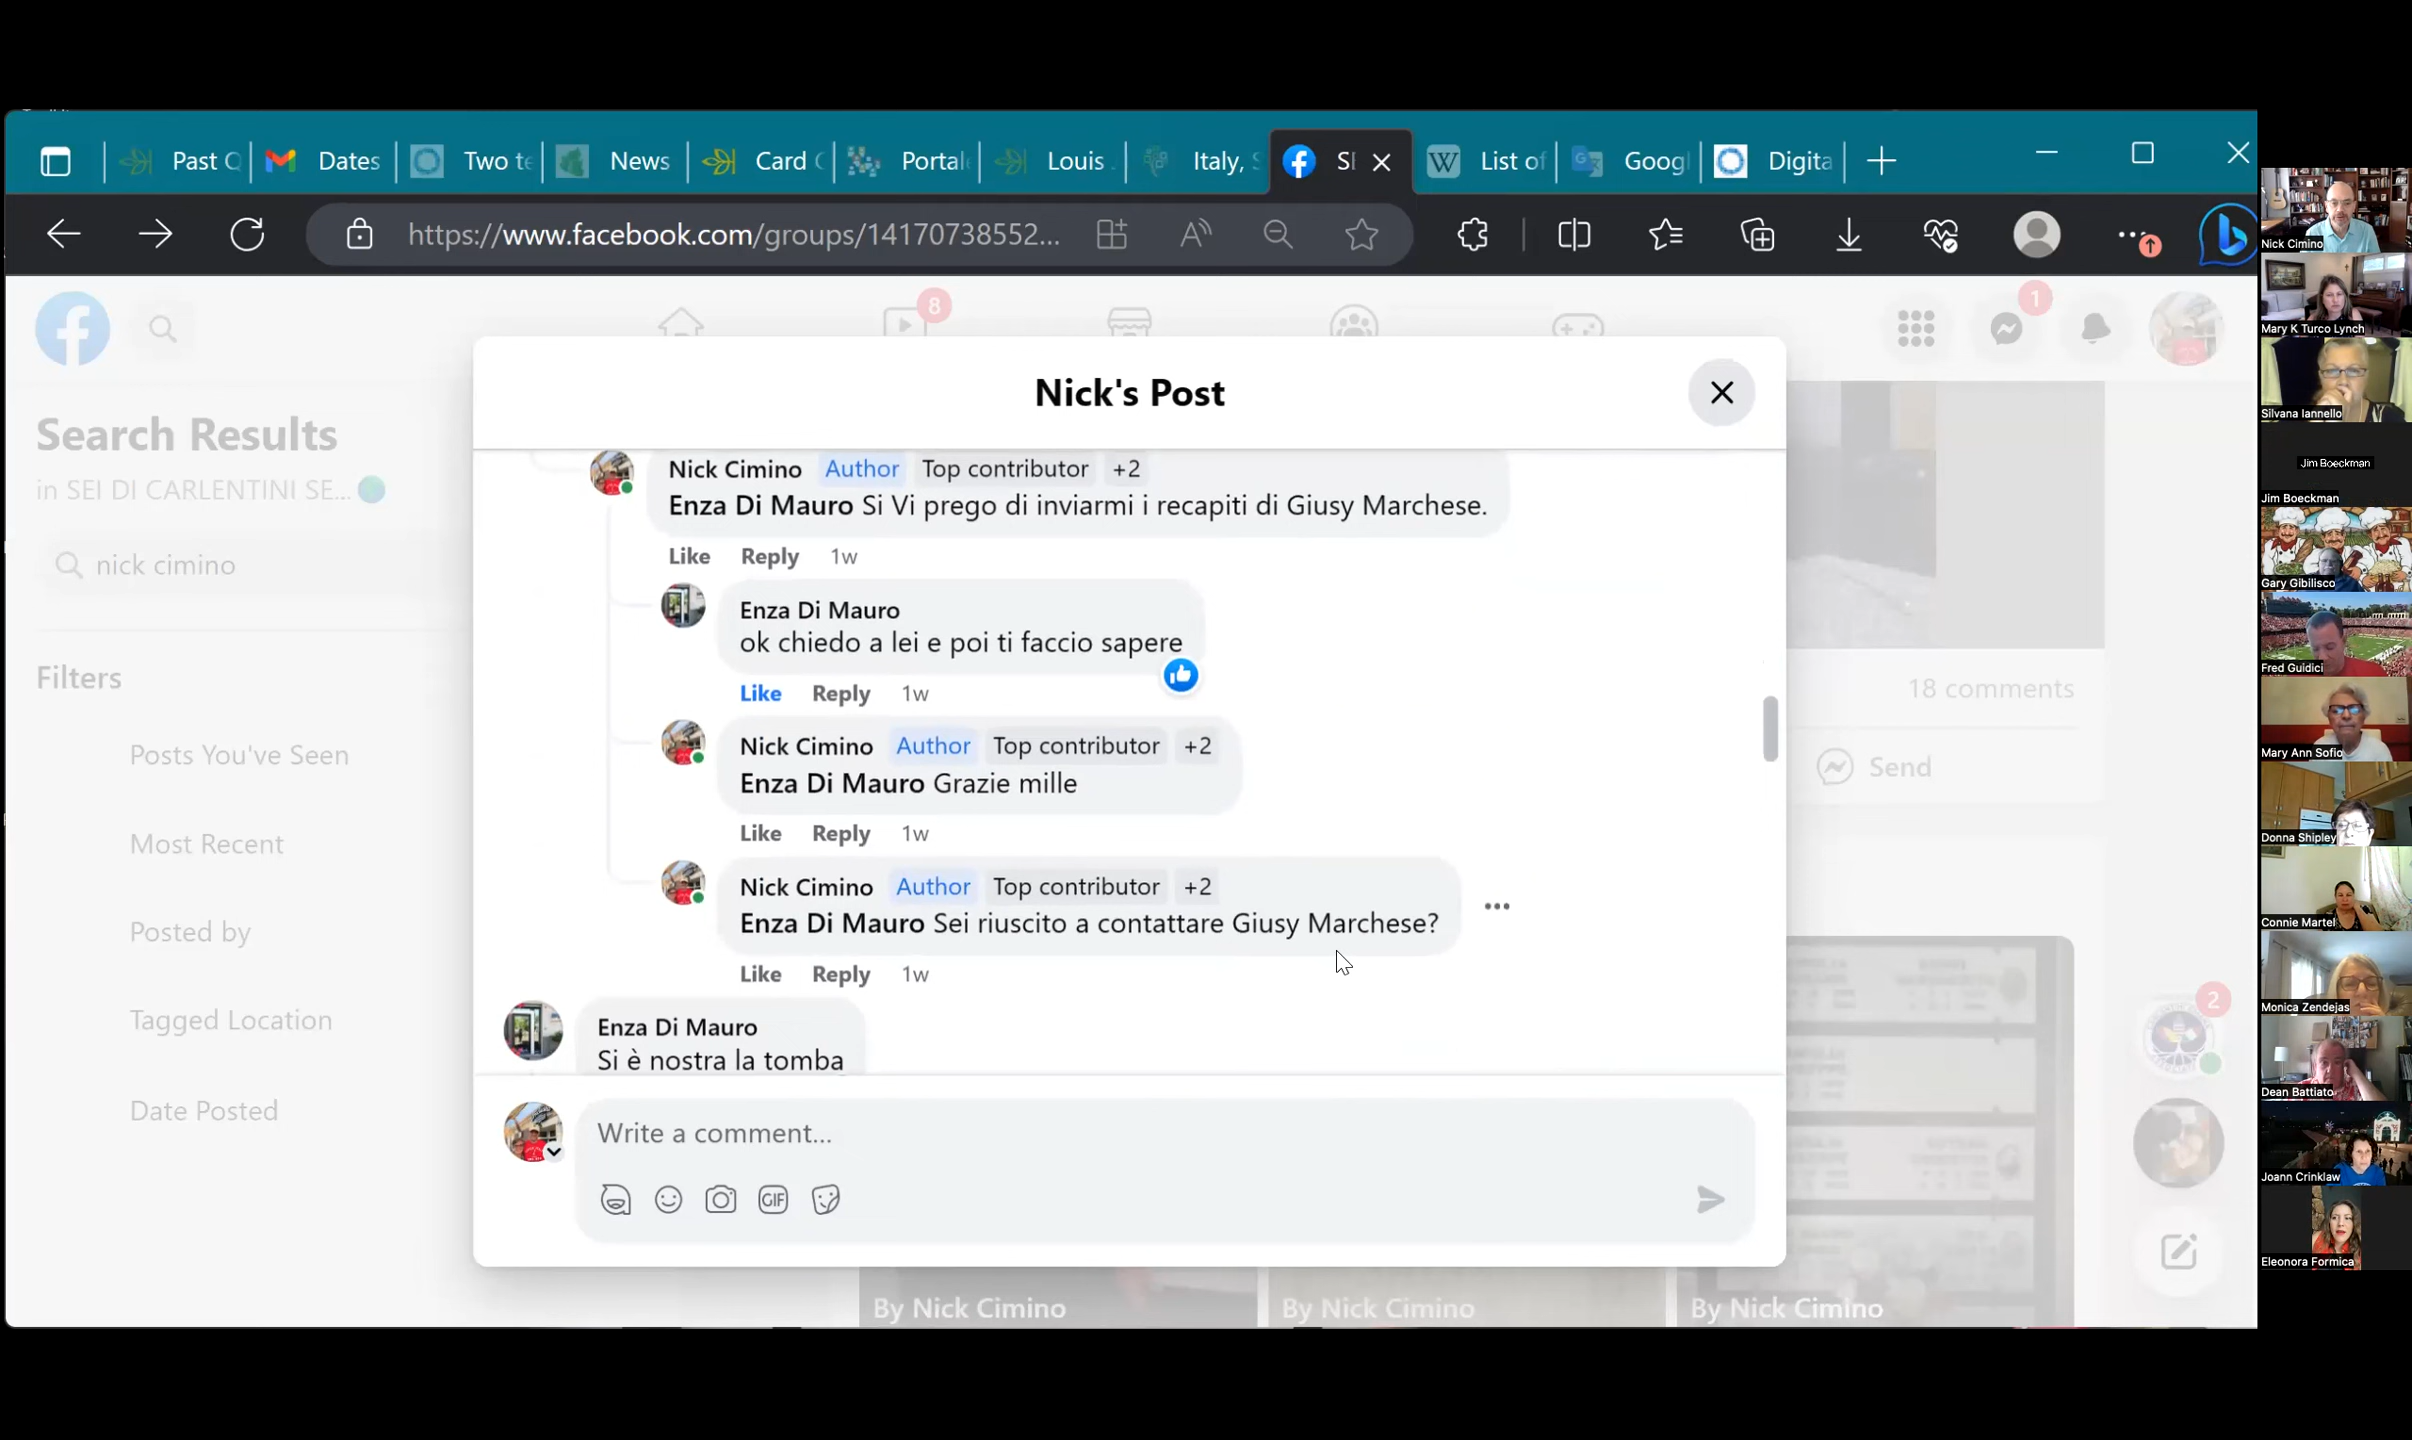 Past Q
Dates
Two te
News
Card
Portal
Louis
Italy, S
SI
List of
Googl
Digita
https://www.facebook.com/groups/14170738552...
8
1
Search Results
in SEI DI CARLENTINI SE...
nick cimino
Filters
Posts You've Seen
Most Recent
Posted by
Tagged Location
Date Posted
Nick's Post
Nick Cimino Author Top contributor +2
Enza Di Mauro Si Vi prego di inviarmi i recapiti di Giusy Marchese.
Like Reply 1w
Enza Di Mauro
ok chiedo a lei e poi ti faccio sapere
Like Reply 1w
Nick Cimino Author Top contributor +2
Enza Di Mauro Grazie mille
Like Reply 1w
Nick Cimino Author Top contributor +2
Enza Di Mauro Sei riuscito a contattare Giusy Marchese?
Like Reply 1w
Enza Di Mauro
Si è nostra la tomba
Write a comment...
GIF
18 comments
Send
2
By Nick Cimino
By Nick Cimino
By Nick Cimino
Nick Cimino
Mary K Turco Lynch
Silvana Iannello
Jim Boeckman
Jim Boeckman
Gary Gibilisco
Fred Guidici
Mary Ann Sofio
Donna Shipley
Connie Martel
Monica Zendejas
Dean Battiato
Joann Crinklaw
Eleonora Formica